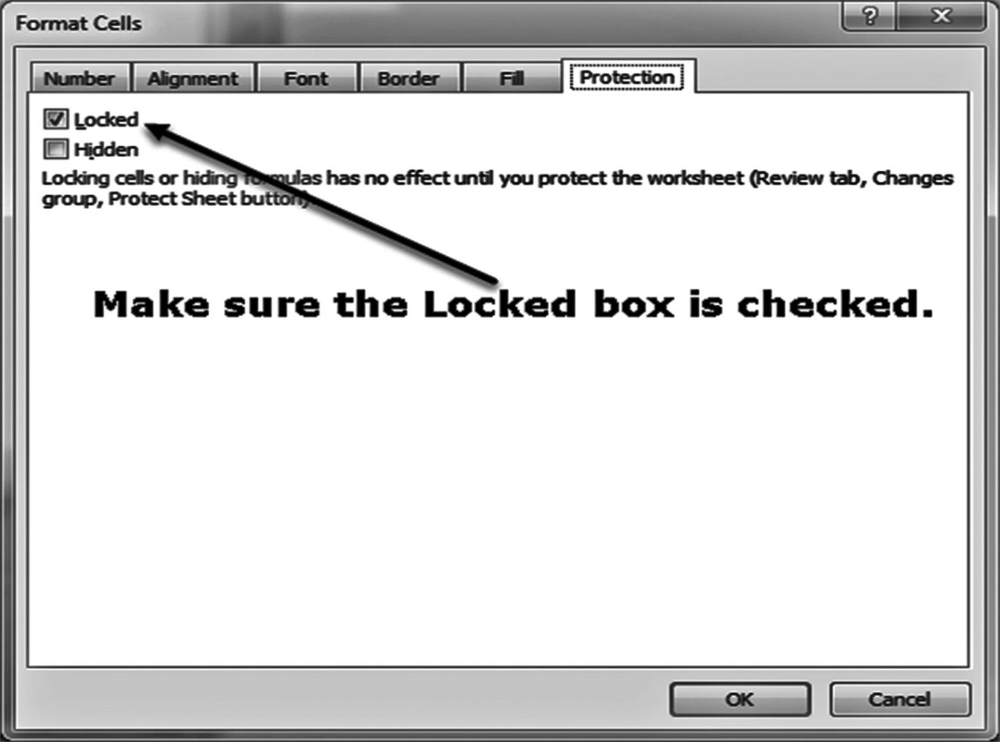 Format Cells
Number Alignment Font Border Fill Protection
Locked
Hidden
Locking cells or hiding formulas has no effect until you protect the worksheet (Review tab, Changes
group, Protect Sheet button).
Make sure the Locked box is checked.
OK Cancel